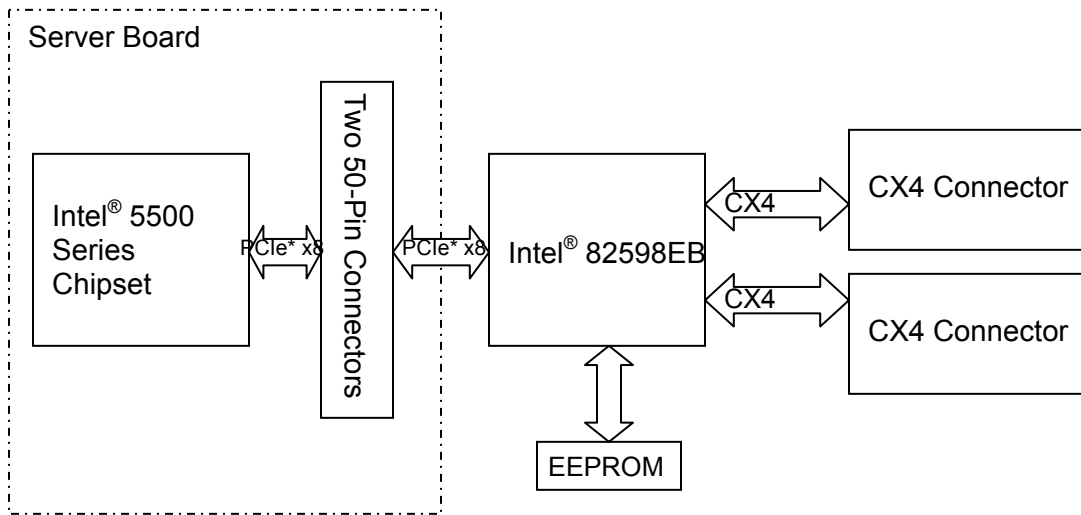 Server Board
Intel® 5500
Series
Chipset
PCIe* x8
Two 50-Pin Connectors
PCIe* x8
Intel® 82598EB
CX4
CX4 Connector
CX4
CX4 Connector
EEPROM